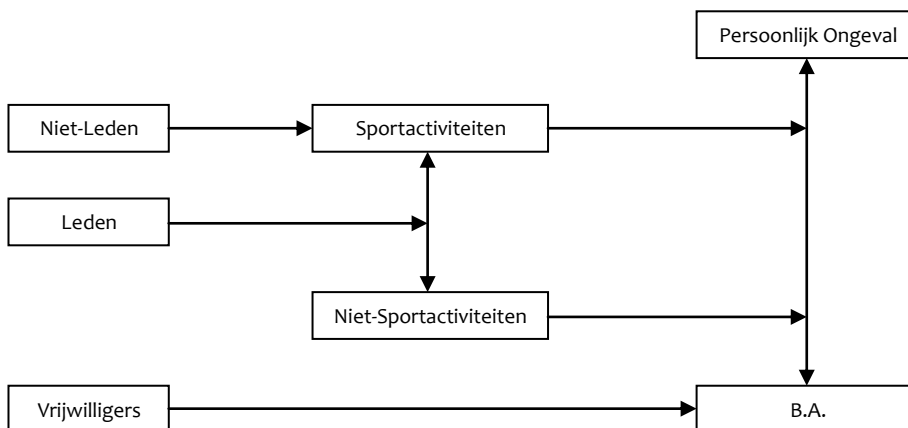 Persoonlijk Ongeval
Niet-Leden
Sportactiviteiten
Leden
Niet-Sportactiviteiten
Vrijwilligers
B.A.